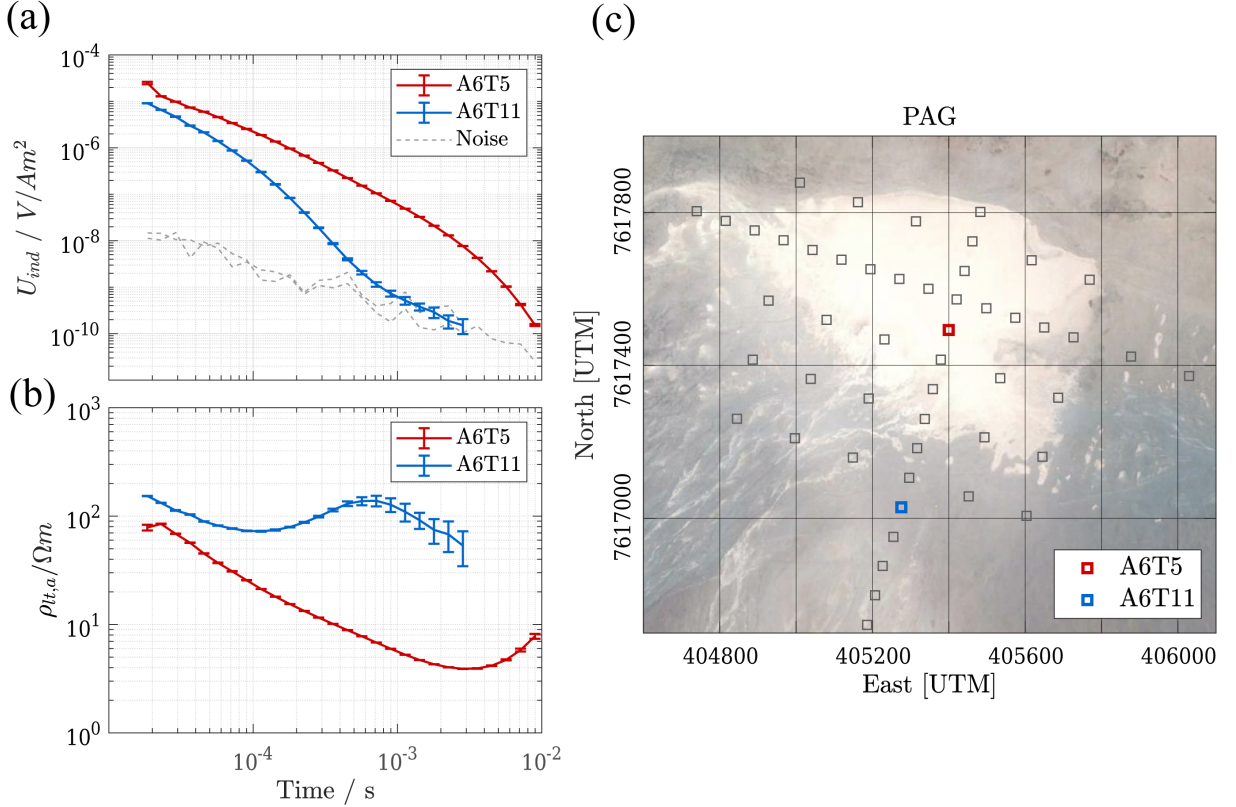 (a)
10^-4
10^-6
10^-8
10^-10
U_ind / V/Am^2
A6T5
A6T11
Noise
(b)
10^3
10^2
10^1
10^0
ρ_lt,a/Ωm
A6T5
A6T11
10^-4
10^-3
10^-2
Time / s
(c)
PAG
7617800
7617400
7617000
North [UTM]
A6T5
A6T11
404800
405200
405600
406000
East [UTM]